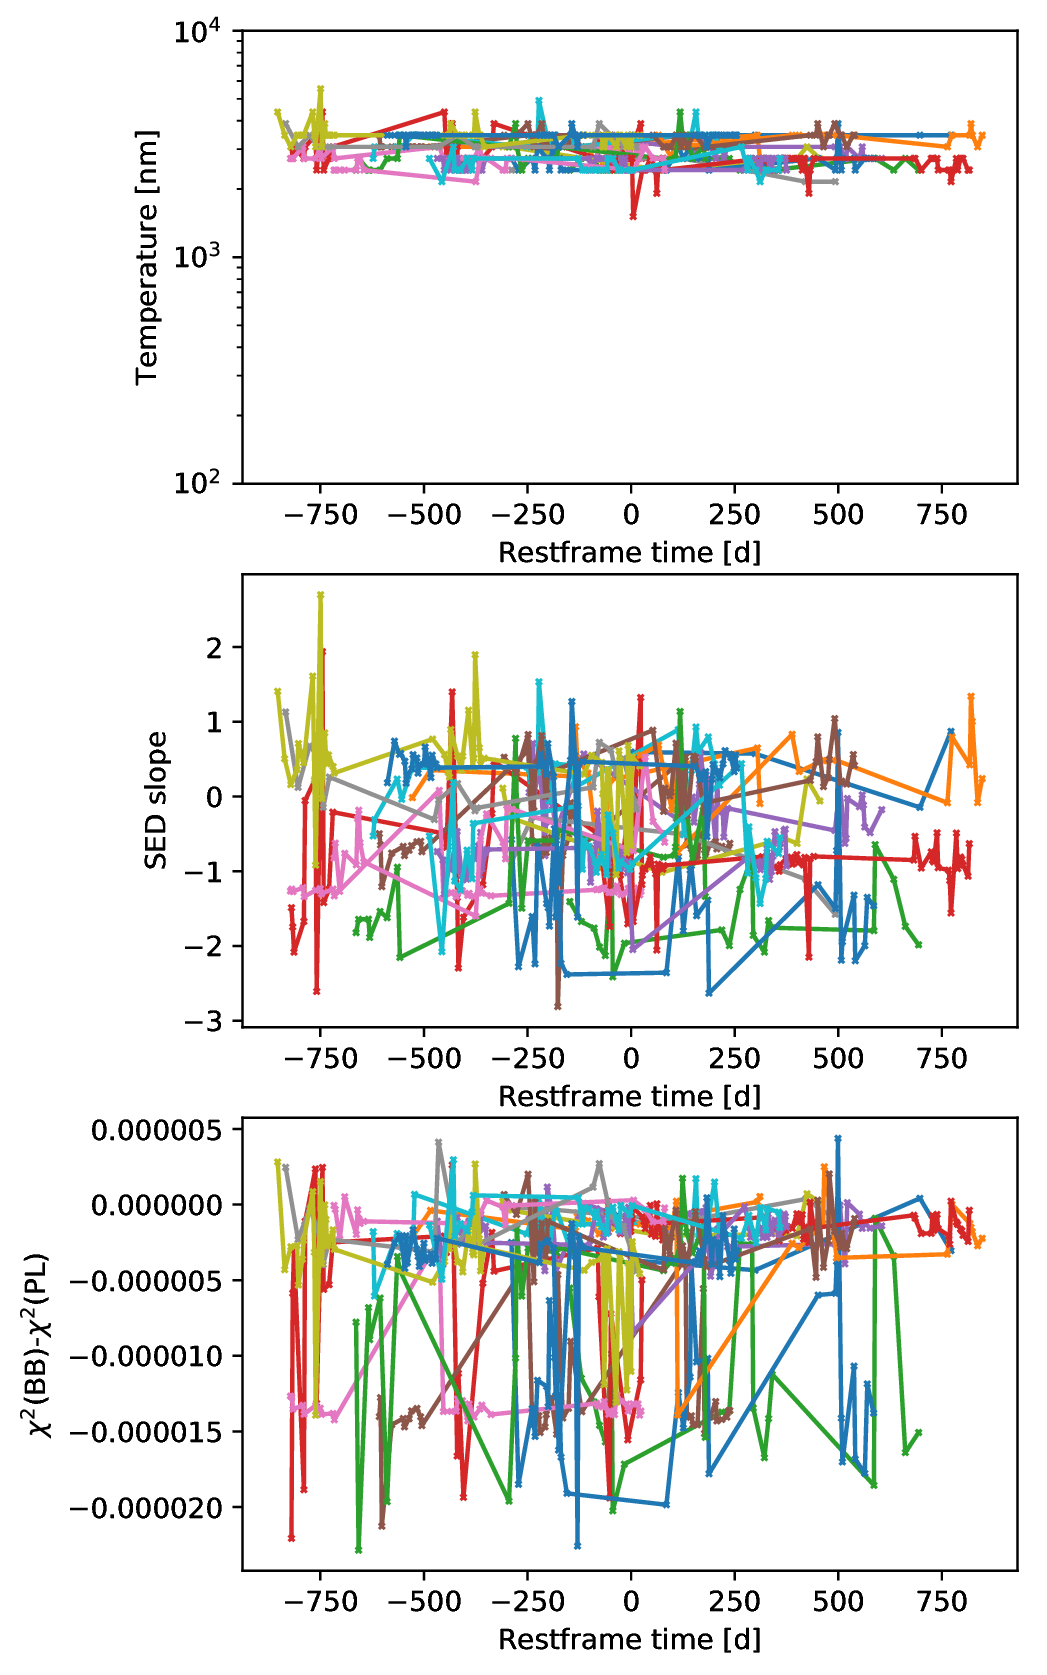 10⁴
10³
10²
Temperature [nm]
−750 −500 −250 0 250 500 750
Restframe time [d]
2
1
0
−1
−2
−3
SED slope
−750 −500 −250 0 250 500 750
Restframe time [d]
0.000005
0.000000
−0.000005
−0.000010
−0.000015
−0.000020
χ²(BB)-χ²(PL)
−750 −500 −250 0 250 500 750
Restframe time [d]